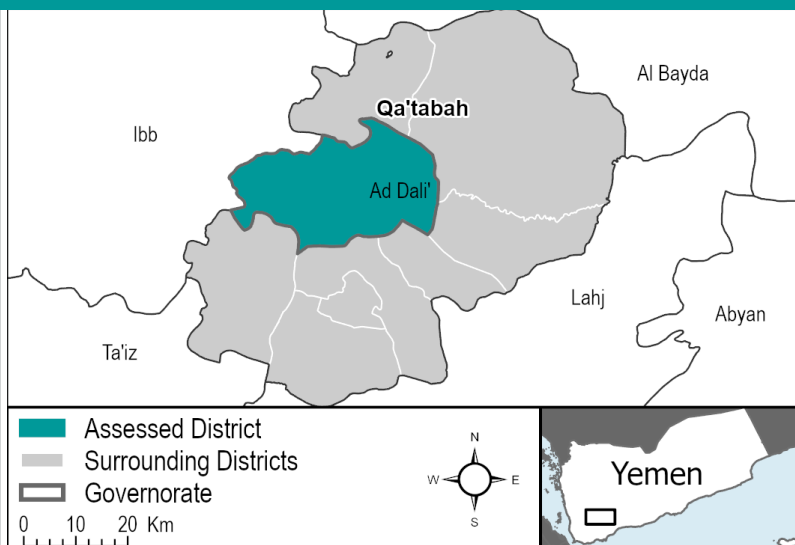 Al Bayda
Qa'tabah
Ibb
Ad Dali'
Lahj
Abyan
Ta'iz
Assessed District
Surrounding Districts
Governorate
0 10 20 Km
N
W E
S
Yemen